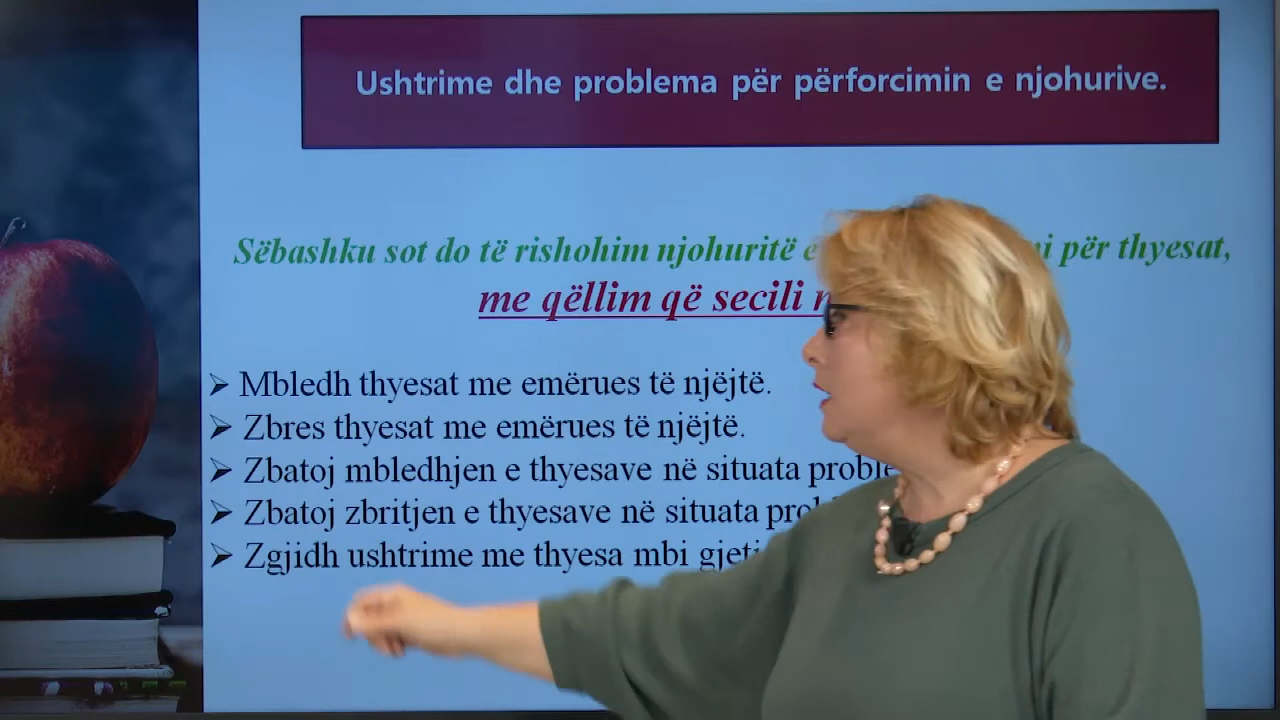 Ushtrime dhe problema për përforcimin e njohurive.
Sëbashku sot do të rishohim njohuritë për thyesat,
me qëllim që secili
➢ Mbledh thyesat me emërues të njëjtë.
➢ Zbres thyesat me emërues të njëjtë.
➢ Zbatoj mbledhjen e thyesave në situata
➢ Zbatoj zbritjen e thyesave në situata
➢ Zgjidh ushtrime me thyesa mbi